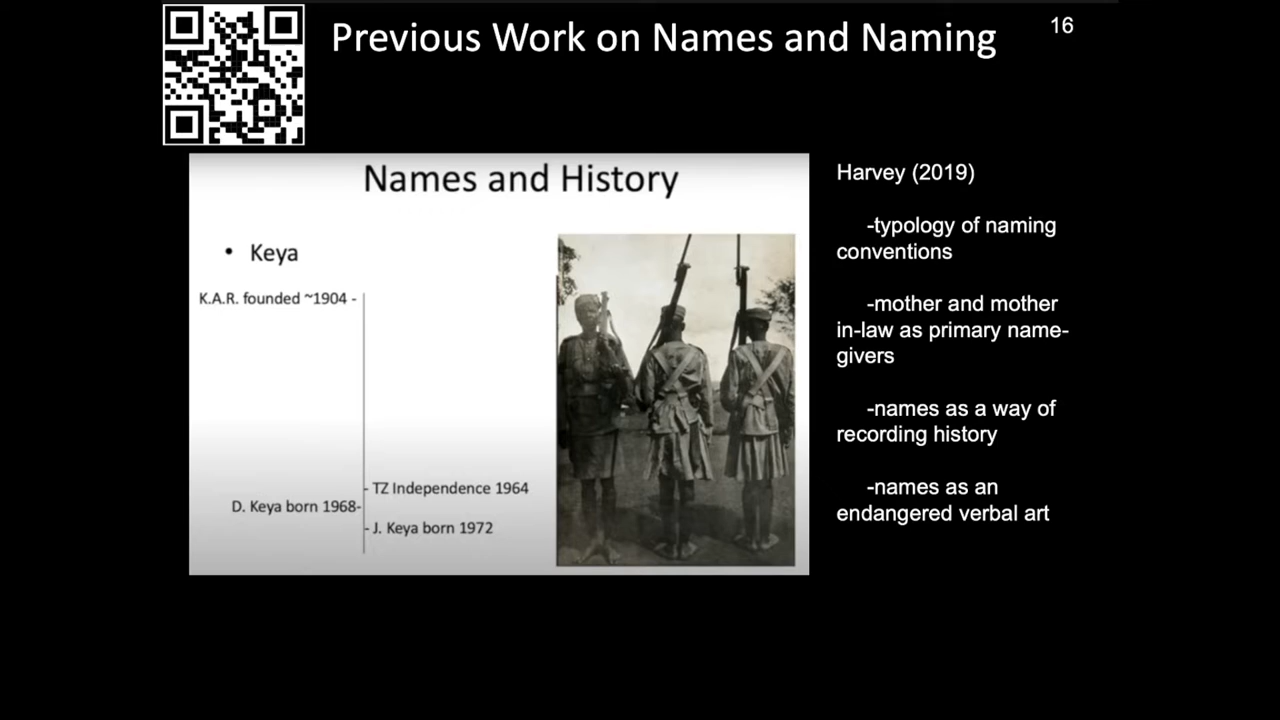 Previous Work on Names and Naming
16
Names and History
• Keya
K.A.R. founded ~1904 -
- TZ Independence 1964
D. Keya born 1968-
- J. Keya born 1972
Harvey (2019)
-typology of naming
conventions
-mother and mother
in-law as primary name-
givers
-names as a way of
recording history
-names as an
endangered verbal art